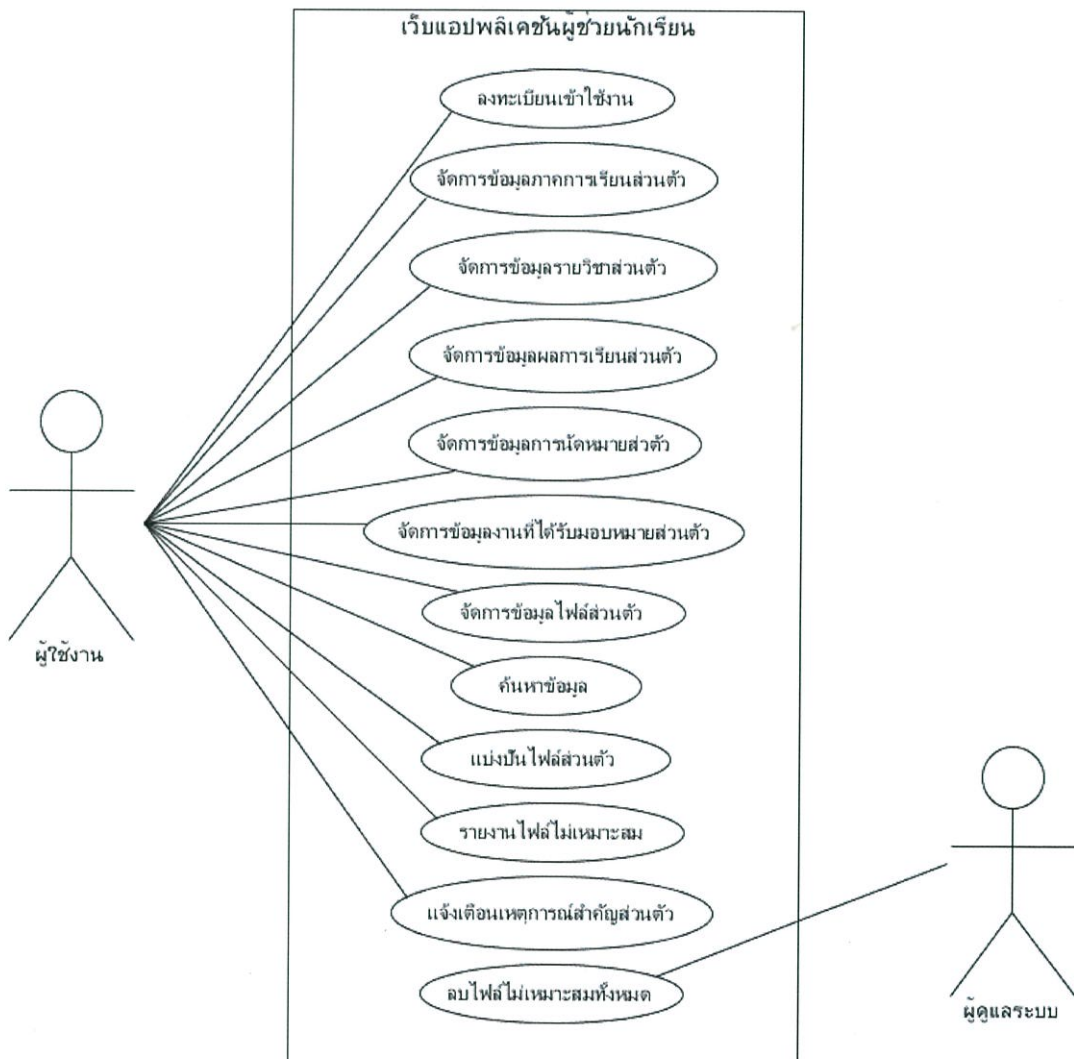 เว็บแอปพลิเคชันผู้ช่วยนักเรียน
ลงทะเบียนเข้าใช้งาน
จัดการข้อมูลภาคการเรียนส่วนตัว
จัดการข้อมูลรายวิชาส่วนตัว
จัดการข้อมูลผลการเรียนส่วนตัว
จัดการข้อมูลการนัดหมายส่วตัว
จัดการข้อมูลงานที่ได้รับมอบหมายส่วนตัว
จัดการข้อมูลไฟล์ส่วนตัว
ผู้ใช้งาน
ค้นหาข้อมูล
แบ่งปันไฟล์ส่วนตัว
รายงานไฟล์ไม่เหมาะสม
แจ้งเตือนเหตุการณ์สำคัญส่วนตัว
ลบไฟล์ไม่เหมาะสมทั้งหมด
ผู้ดูแลระบบ